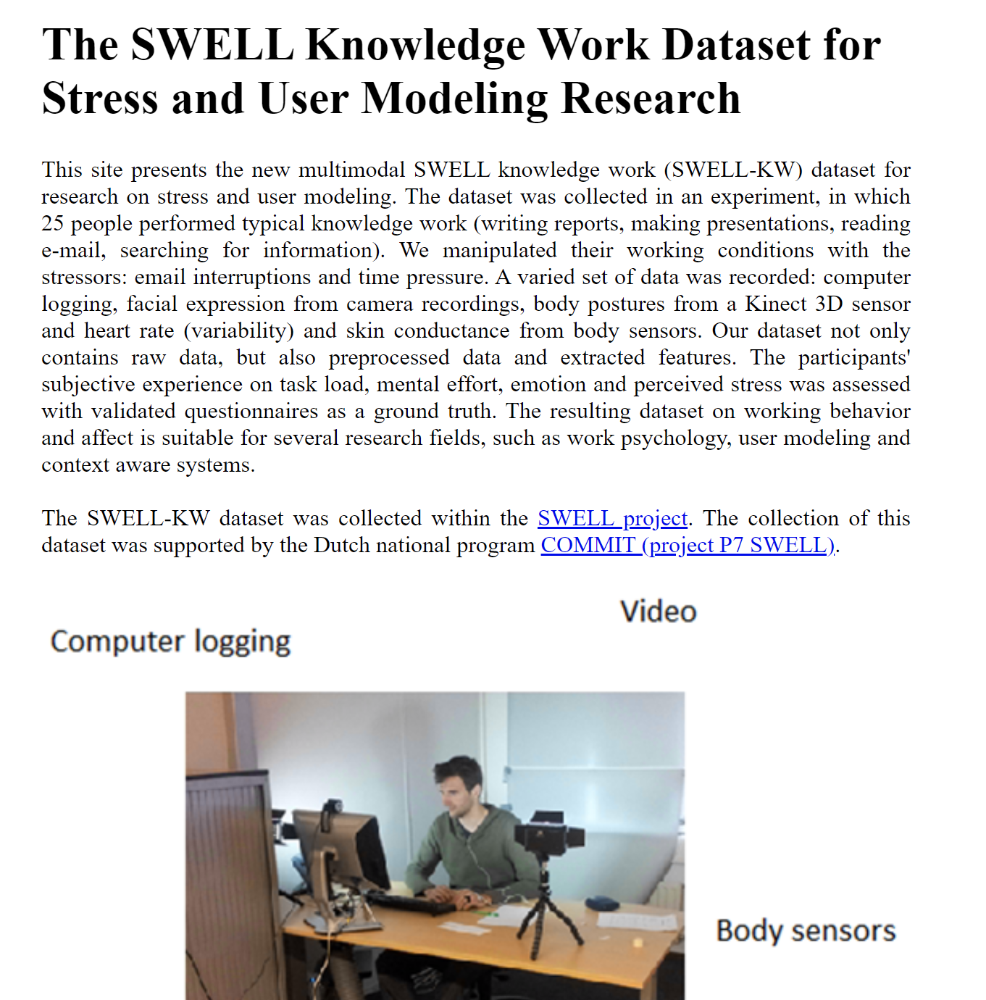 The SWELL Knowledge Work Dataset for
Stress and User Modeling Research
This site presents the new multimodal SWELL knowledge work (SWELL-KW) dataset for
research on stress and user modeling. The dataset was collected in an experiment, in which
25 people performed typical knowledge work (writing reports, making presentations, reading
e-mail, searching for information). We manipulated their working conditions with the
stressors: email interruptions and time pressure. A varied set of data was recorded: computer
logging, facial expression from camera recordings, body postures from a Kinect 3D sensor
and heart rate (variability) and skin conductance from body sensors. Our dataset not only
contains raw data, but also preprocessed data and extracted features. The participants'
subjective experience on task load, mental effort, emotion and perceived stress was assessed
with validated questionnaires as a ground truth. The resulting dataset on working behavior
and affect is suitable for several research fields, such as work psychology, user modeling and
context aware systems.
The SWELL-KW dataset was collected within the SWELL project. The collection of this
dataset was supported by the Dutch national program COMMIT (project P7 SWELL).
Video
Computer logging
Body sensors